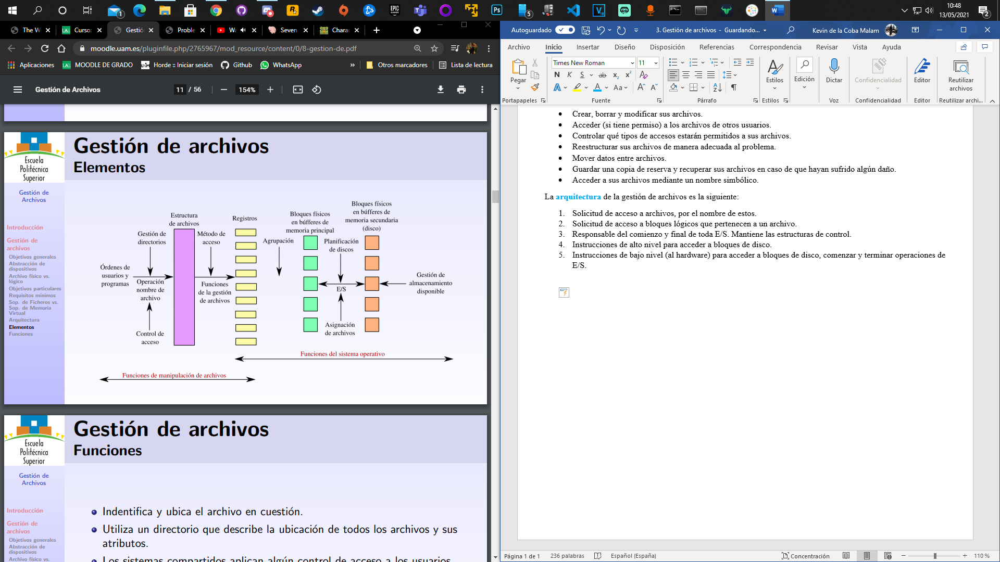 1
5
10:48
13/05/2021
2
The W
Curso:
Gestió
Proble
Wa
Seven
Chara
moodle.uam.es/pluginfile.php/2765967/mod_resource/content/0/8-gestion-de.pdf
Aplicaciones
MOODLE DE GRADO
Horde :: Iniciar sesión
Github
WhatsApp
»
Otros marcadores
Lista de lectura
Gestión de Archivos
11 / 56
154%
Escuela
Politécnica
Superior
Gestión de archivos
Elementos
Gestión de
Archivos
Introducción
Gestión de
archivos
Objetivos generales
Abstracción de
dispositivos
Archivo físico vs.
lógico
Objetivos particulares
Requisitos mínimos
Sop. de Ficheros vs.
Sop. de Memoria
Virtual
Arquitectura
Elementos
Funciones
Órdenes de
usuarios y
programas
Gestión de
directorios
Operación
nombre de
archivo
Control de
acceso
Estructura
de archivos
Método de
acceso
Funciones
de la gestión
de archivos
Registros
Agrupación
Bloques físicos
en búfferes de
memoria principal
Planificación
de discos
E/S
Asignación
de archivos
Bloques físicos
en búfferes de
memoria secundaria
(disco)
Gestión de
almacenamiento
disponible
Funciones del sistema operativo
Funciones de manipulación de archivos
Escuela
Politécnica
Superior
Gestión de archivos
Funciones
Gestión de
Archivos
Introducción
Gestión de
archivos
Objetivos generales
Abstracción de
dispositivos
Archivo físico vs.
Indentifica y ubica el archivo en cuestión.
Utiliza un directorio que describe la ubicación de todos los archivos y sus
atributos.
Los sistemas compartidos aplican algún control de acceso a los usuarios
Autoguardado
3. Gestión de archivos - Guardando...
Kevin de la Coba Malam
Archivo
Inicio
Insertar
Diseño
Disposición
Referencias
Correspondencia
Revisar
Vista
Ayuda
Pegar
Times New Roman
11
N K S ab x₂ x²
Aa
Estilos
Edición
Dictar
Confidencialidad
Editor
Reutilizar
archivos
Portapapeles
Fuente
Párrafo
Estilos
Voz
Confidencialidad
Editor
Reutilizar archi...
• Crear, borrar y modificar sus archivos.
• Acceder (si tiene permiso) a los archivos de otros usuarios.
• Controlar qué tipos de accesos estarán permitidos a sus archivos.
• Reestructurar sus archivos de manera adecuada al problema.
• Mover datos entre archivos.
• Guardar una copia de reserva y recuperar sus archivos en caso de que hayan sufrido algún daño.
• Acceder a sus archivos mediante un nombre simbólico.
La arquitectura de la gestión de archivos es la siguiente:
1. Solicitud de acceso a archivos, por el nombre de estos.
2. Solicitud de acceso a bloques lógicos que pertenecen a un archivo.
3. Responsable del comienzo y final de toda E/S. Mantiene las estructuras de control.
4. Instrucciones de alto nivel para acceder a bloques de disco.
5. Instrucciones de bajo nivel (al hardware) para acceder a bloques de disco, comenzar y terminar operaciones de
E/S.
Página 1 de 1
236 palabras
Español (España)
Concentración
110 %